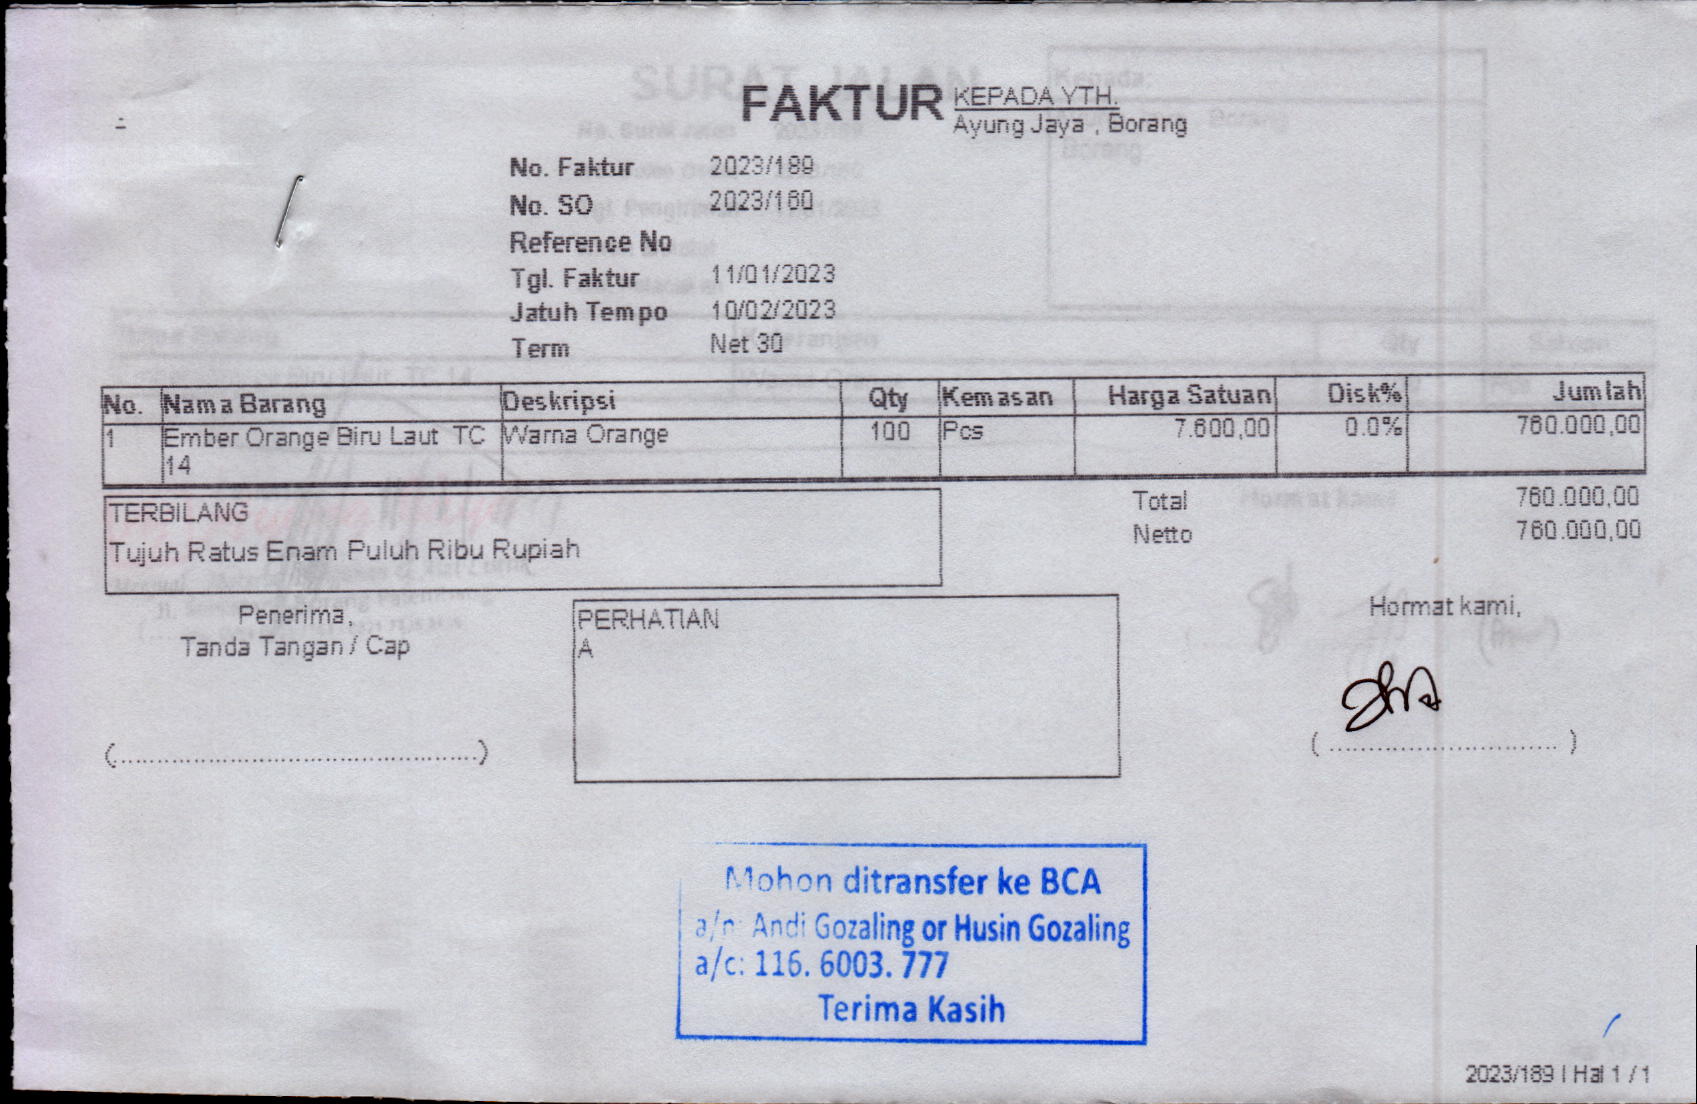 FAKTUR
KEPADA YTH.
Ayung Jaya , Borang
No. Faktur 2023/189
No. SO 2023/160
Reference No
Tgl. Faktur 11/01/2023
Jatuh Tempo 10/02/2023
Term Net 30
No. Nama Barang Deskripsi Qty Kemasan Harga Satuan Disk% Jumlah
1 Ember Orange Biru Laut TC Warna Orange 100 Pcs 7.600,00 0.0% 760.000,00
14
TERBILANG
Tujuh Ratus Enam Puluh Ribu Rupiah
Total 760.000,00
Netto 760.000,00
Penerima,
Tanda Tangan / Cap
PERHATIAN
A
Hormat kami,
Mohon ditransfer ke BCA
a/n: Andi Gozaling or Husin Gozaling
a/c: 116. 6003. 777
Terima Kasih
2023/189 | Hal 1 / 1